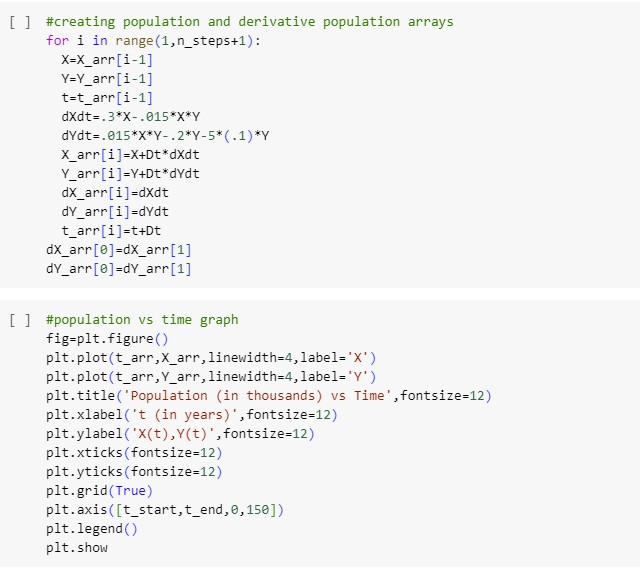 [ ] #creating population and derivative population arrays
for i in range(1,n_steps+1):
  X=X_arr[i-1]
  Y=Y_arr[i-1]
  t=t_arr[i-1]
  dXdt=.3*X-.015*X*Y
  dYdt=.015*X*Y-.2*Y-5*(.1)*Y
  X_arr[i]=X+Dt*dXdt
  Y_arr[i]=Y+Dt*dYdt
  dX_arr[i]=dXdt
  dY_arr[i]=dYdt
  t_arr[i]=t+Dt
dX_arr[0]=dX_arr[1]
dY_arr[0]=dY_arr[1]
[ ] #population vs time graph
fig=plt.figure()
plt.plot(t_arr,X_arr,linewidth=4,label='X')
plt.plot(t_arr,Y_arr,linewidth=4,label='Y')
plt.title('Population (in thousands) vs Time',fontsize=12)
plt.xlabel('t (in years)',fontsize=12)
plt.ylabel('X(t),Y(t)',fontsize=12)
plt.xticks(fontsize=12)
plt.yticks(fontsize=12)
plt.grid(True)
plt.axis([t_start,t_end,0,150])
plt.legend()
plt.show